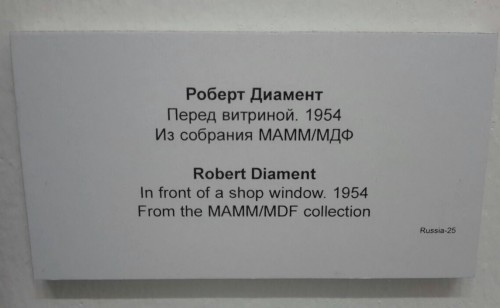 Роберт Диамент
Перед витриной. 1954
Из собрания МАММ/МДФ
Robert Diament
In front of a shop window. 1954
From the MAMM/MDF collection
Russia-25